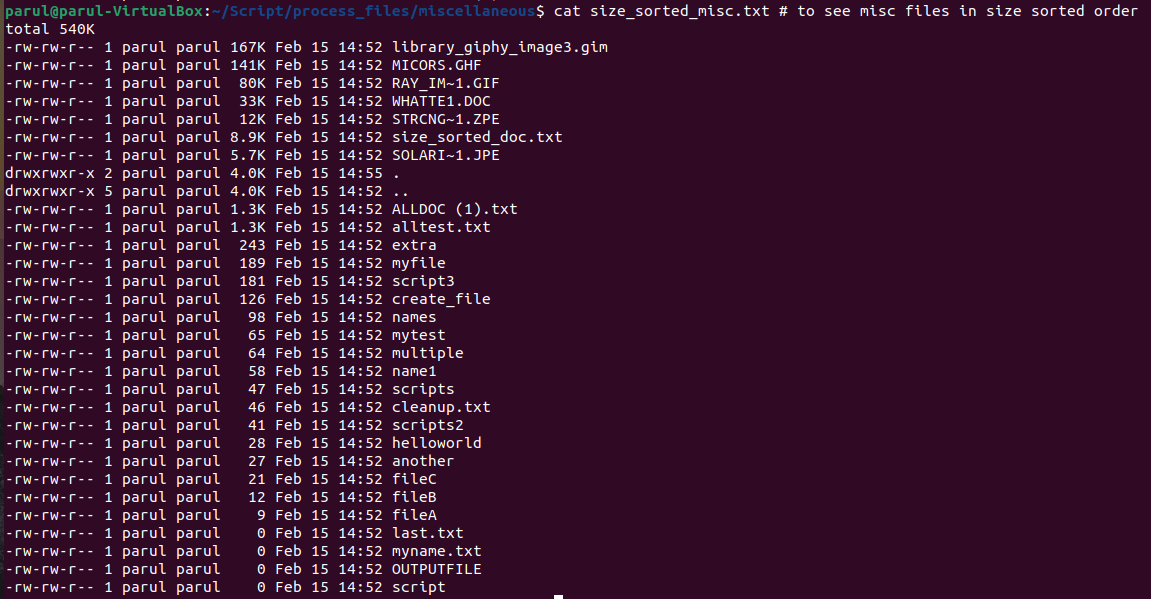 parul@parul-VirtualBox:~/Script/process_files/miscellaneous$ cat size_sorted_misc.txt # to see misc files in size sorted order
total 540K
-rw-rw-r-- 1 parul parul 167K Feb 15 14:52 library_giphy_image3.gim
-rw-rw-r-- 1 parul parul 141K Feb 15 14:52 MICORS.GHF
-rw-rw-r-- 1 parul parul  80K Feb 15 14:52 RAY_IM~1.GIF
-rw-rw-r-- 1 parul parul  33K Feb 15 14:52 WHATTE1.DOC
-rw-rw-r-- 1 parul parul  12K Feb 15 14:52 STRCNG~1.ZPE
-rw-rw-r-- 1 parul parul 8.9K Feb 15 14:52 size_sorted_doc.txt
-rw-rw-r-- 1 parul parul 5.7K Feb 15 14:52 SOLARI~1.JPE
drwxrwxr-x 2 parul parul 4.0K Feb 15 14:55 .
drwxrwxr-x 5 parul parul 4.0K Feb 15 14:52 ..
-rw-rw-r-- 1 parul parul 1.3K Feb 15 14:52 ALLDOC (1).txt
-rw-rw-r-- 1 parul parul 1.3K Feb 15 14:52 alltest.txt
-rw-rw-r-- 1 parul parul  243 Feb 15 14:52 extra
-rw-rw-r-- 1 parul parul  189 Feb 15 14:52 myfile
-rw-rw-r-- 1 parul parul  181 Feb 15 14:52 script3
-rw-rw-r-- 1 parul parul  126 Feb 15 14:52 create_file
-rw-rw-r-- 1 parul parul   98 Feb 15 14:52 names
-rw-rw-r-- 1 parul parul   65 Feb 15 14:52 mytest
-rw-rw-r-- 1 parul parul   64 Feb 15 14:52 multiple
-rw-rw-r-- 1 parul parul   58 Feb 15 14:52 name1
-rw-rw-r-- 1 parul parul   47 Feb 15 14:52 scripts
-rw-rw-r-- 1 parul parul   46 Feb 15 14:52 cleanup.txt
-rw-rw-r-- 1 parul parul   41 Feb 15 14:52 scripts2
-rw-rw-r-- 1 parul parul   28 Feb 15 14:52 helloworld
-rw-rw-r-- 1 parul parul   27 Feb 15 14:52 another
-rw-rw-r-- 1 parul parul   21 Feb 15 14:52 fileC
-rw-rw-r-- 1 parul parul   12 Feb 15 14:52 fileB
-rw-rw-r-- 1 parul parul    9 Feb 15 14:52 fileA
-rw-rw-r-- 1 parul parul    0 Feb 15 14:52 last.txt
-rw-rw-r-- 1 parul parul    0 Feb 15 14:52 myname.txt
-rw-rw-r-- 1 parul parul    0 Feb 15 14:52 OUTPUTFILE
-rw-rw-r-- 1 parul parul    0 Feb 15 14:52 script